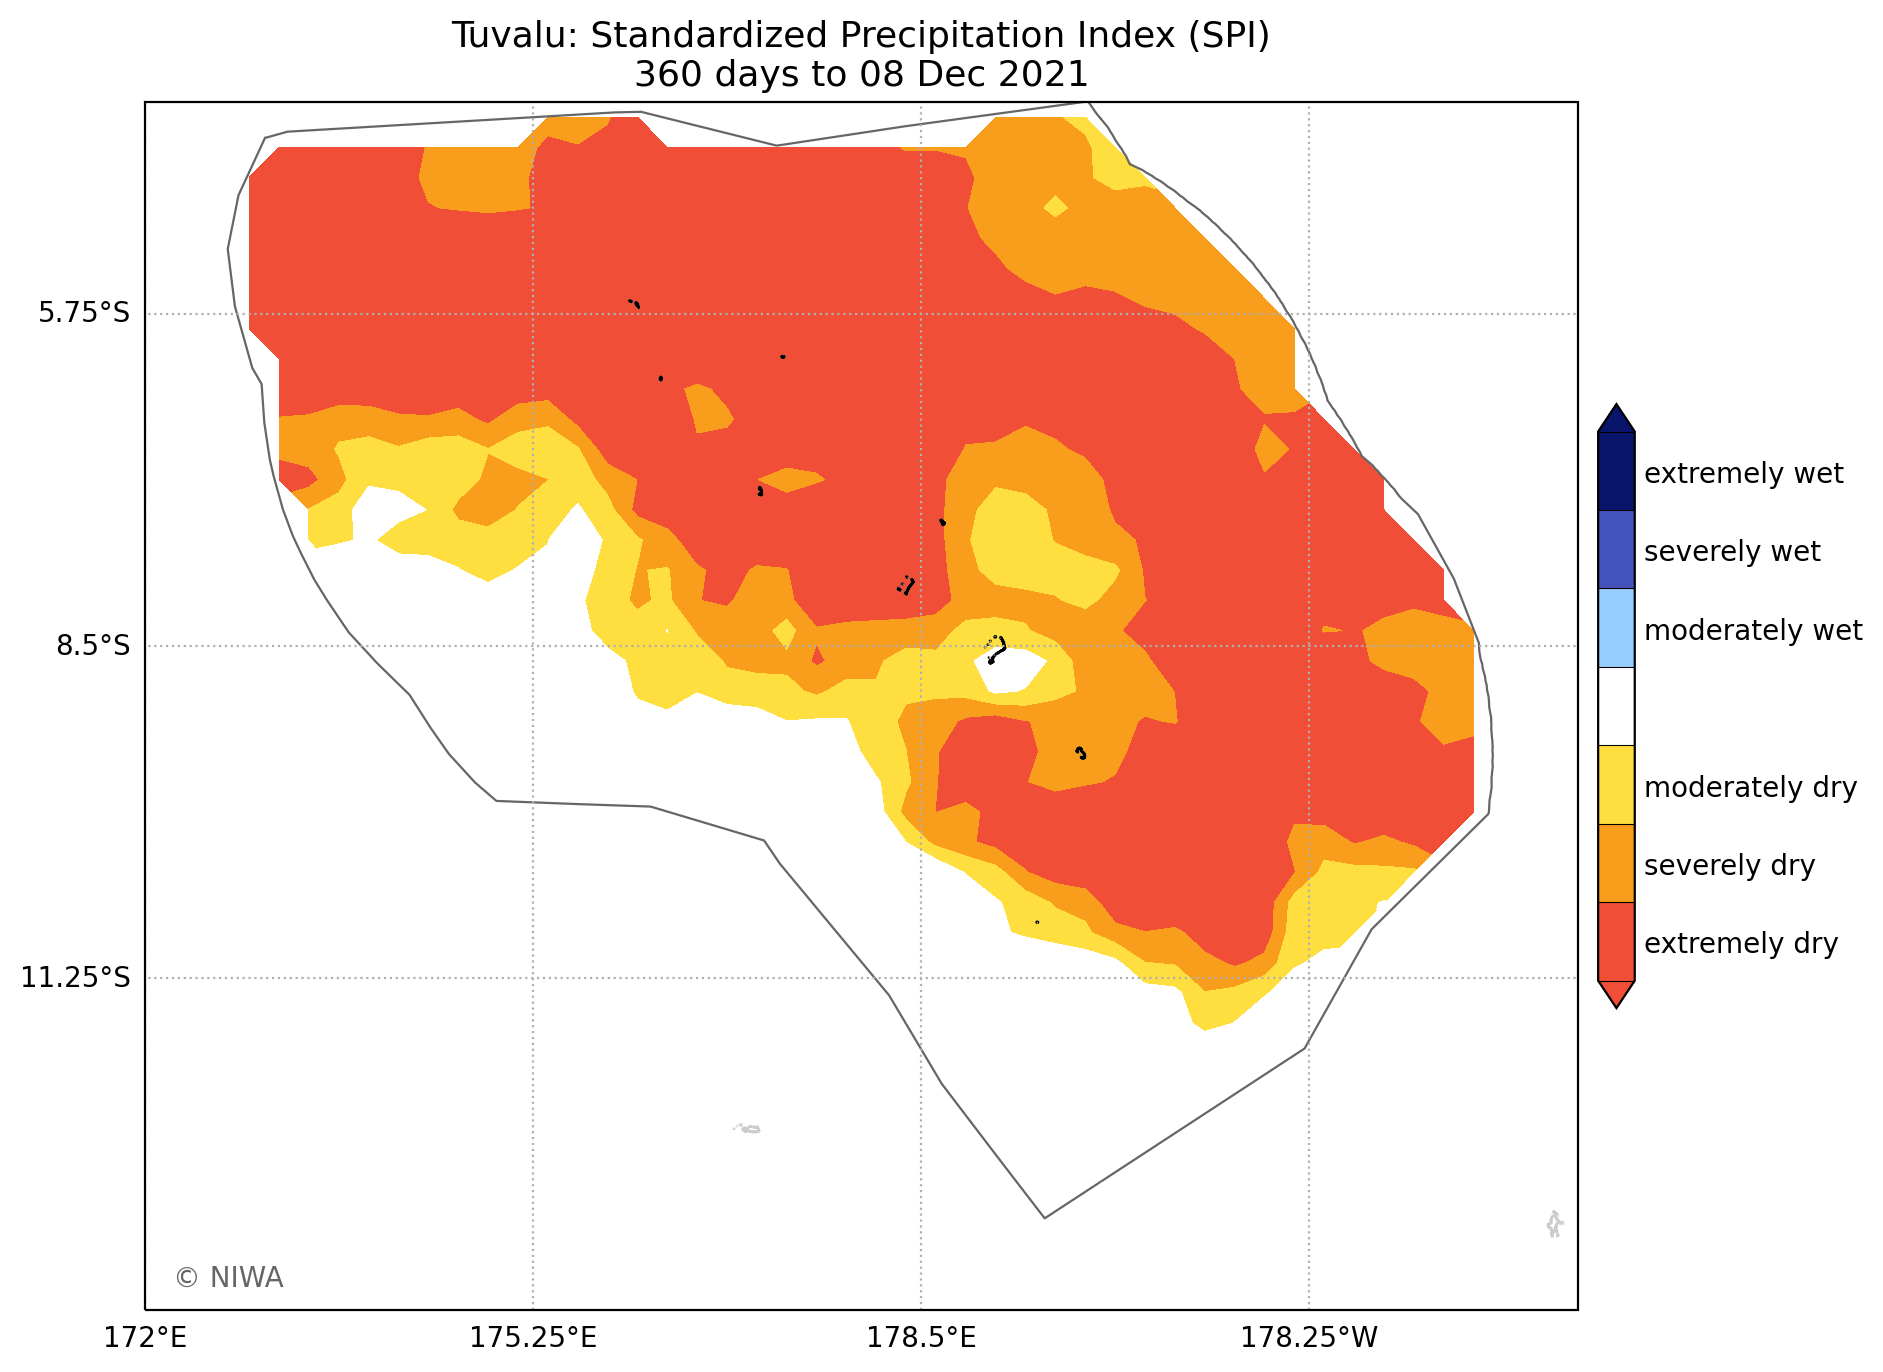 Tuvalu: Standardized Precipitation Index (SPI)
360 days to 08 Dec 2021
5.75°S
8.5°S
11.25°S
172°E
175.25°E
178.5°E
178.25°W
© NIWA
extremely wet
severely wet
moderately wet
moderately dry
severely dry
extremely dry